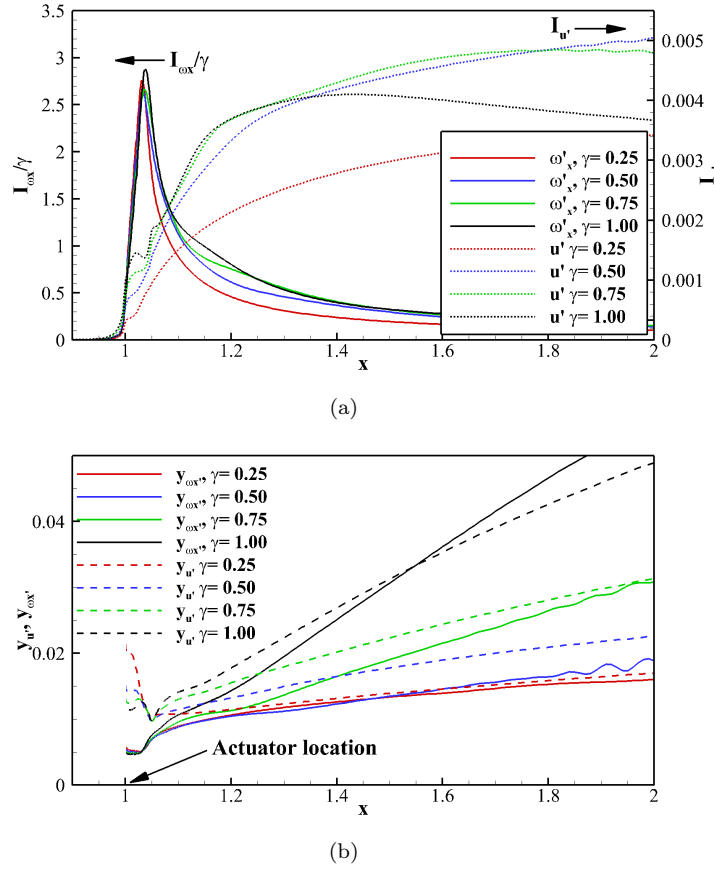 3.5
3
2.5
2
1.5
1
0.5
0
I_ωx/γ
I_ωx/γ
I_u'
0.005
0.004
0.003
0.002
0.001
0
ω'_x, γ= 0.25
ω'_x, γ= 0.50
ω'_x, γ= 0.75
ω'_x, γ= 1.00
u' γ= 0.25
u' γ= 0.50
u' γ= 0.75
u' γ= 1.00
1
1.2
1.4
1.6
1.8
2
x
(a)
y_ωx', γ= 0.25
y_ωx', γ= 0.50
y_ωx', γ= 0.75
y_ωx', γ= 1.00
y_u' γ= 0.25
y_u' γ= 0.50
y_u' γ= 0.75
y_u' γ= 1.00
0.04
0.02
0
y_u', y_ωx'
Actuator location
1
1.2
1.4
1.6
1.8
2
x
(b)